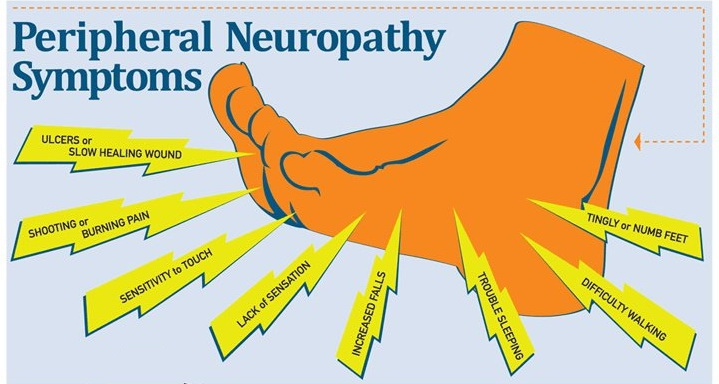 Peripheral Neuropathy
Symptoms
ULCERS or
SLOW HEALING WOUND
SHOOTING or
BURNING PAIN
SENSITIVITY to TOUCH
LACK of SENSATION
INCREASED FALLS
TROUBLE SLEEPING
DIFFICULTY WALKING
TINGLY or NUMB FEET